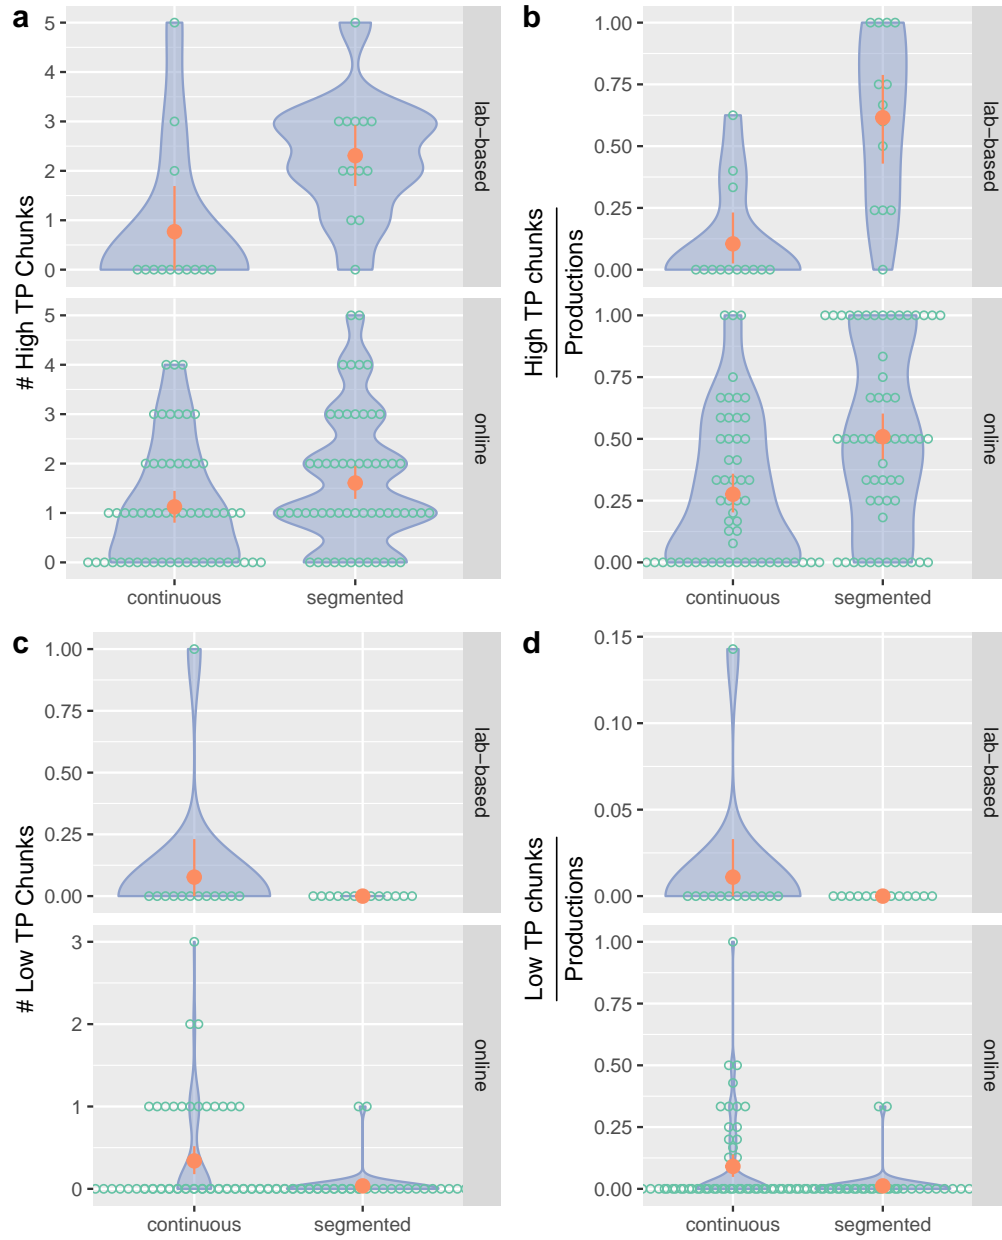 a
# High TP Chunks
5
4
3
2
1
0
lab−based
5
4
3
2
1
0
online
continuous
segmented
b
High TP chunks
Productions
1.00
0.75
0.50
0.25
0.00
lab−based
1.00
0.75
0.50
0.25
0.00
online
continuous
segmented
c
# Low TP Chunks
1.00
0.75
0.50
0.25
0.00
lab−based
3
2
1
0
online
continuous
segmented
d
Low TP chunks
Productions
0.15
0.10
0.05
0.00
lab−based
1.00
0.75
0.50
0.25
0.00
online
continuous
segmented